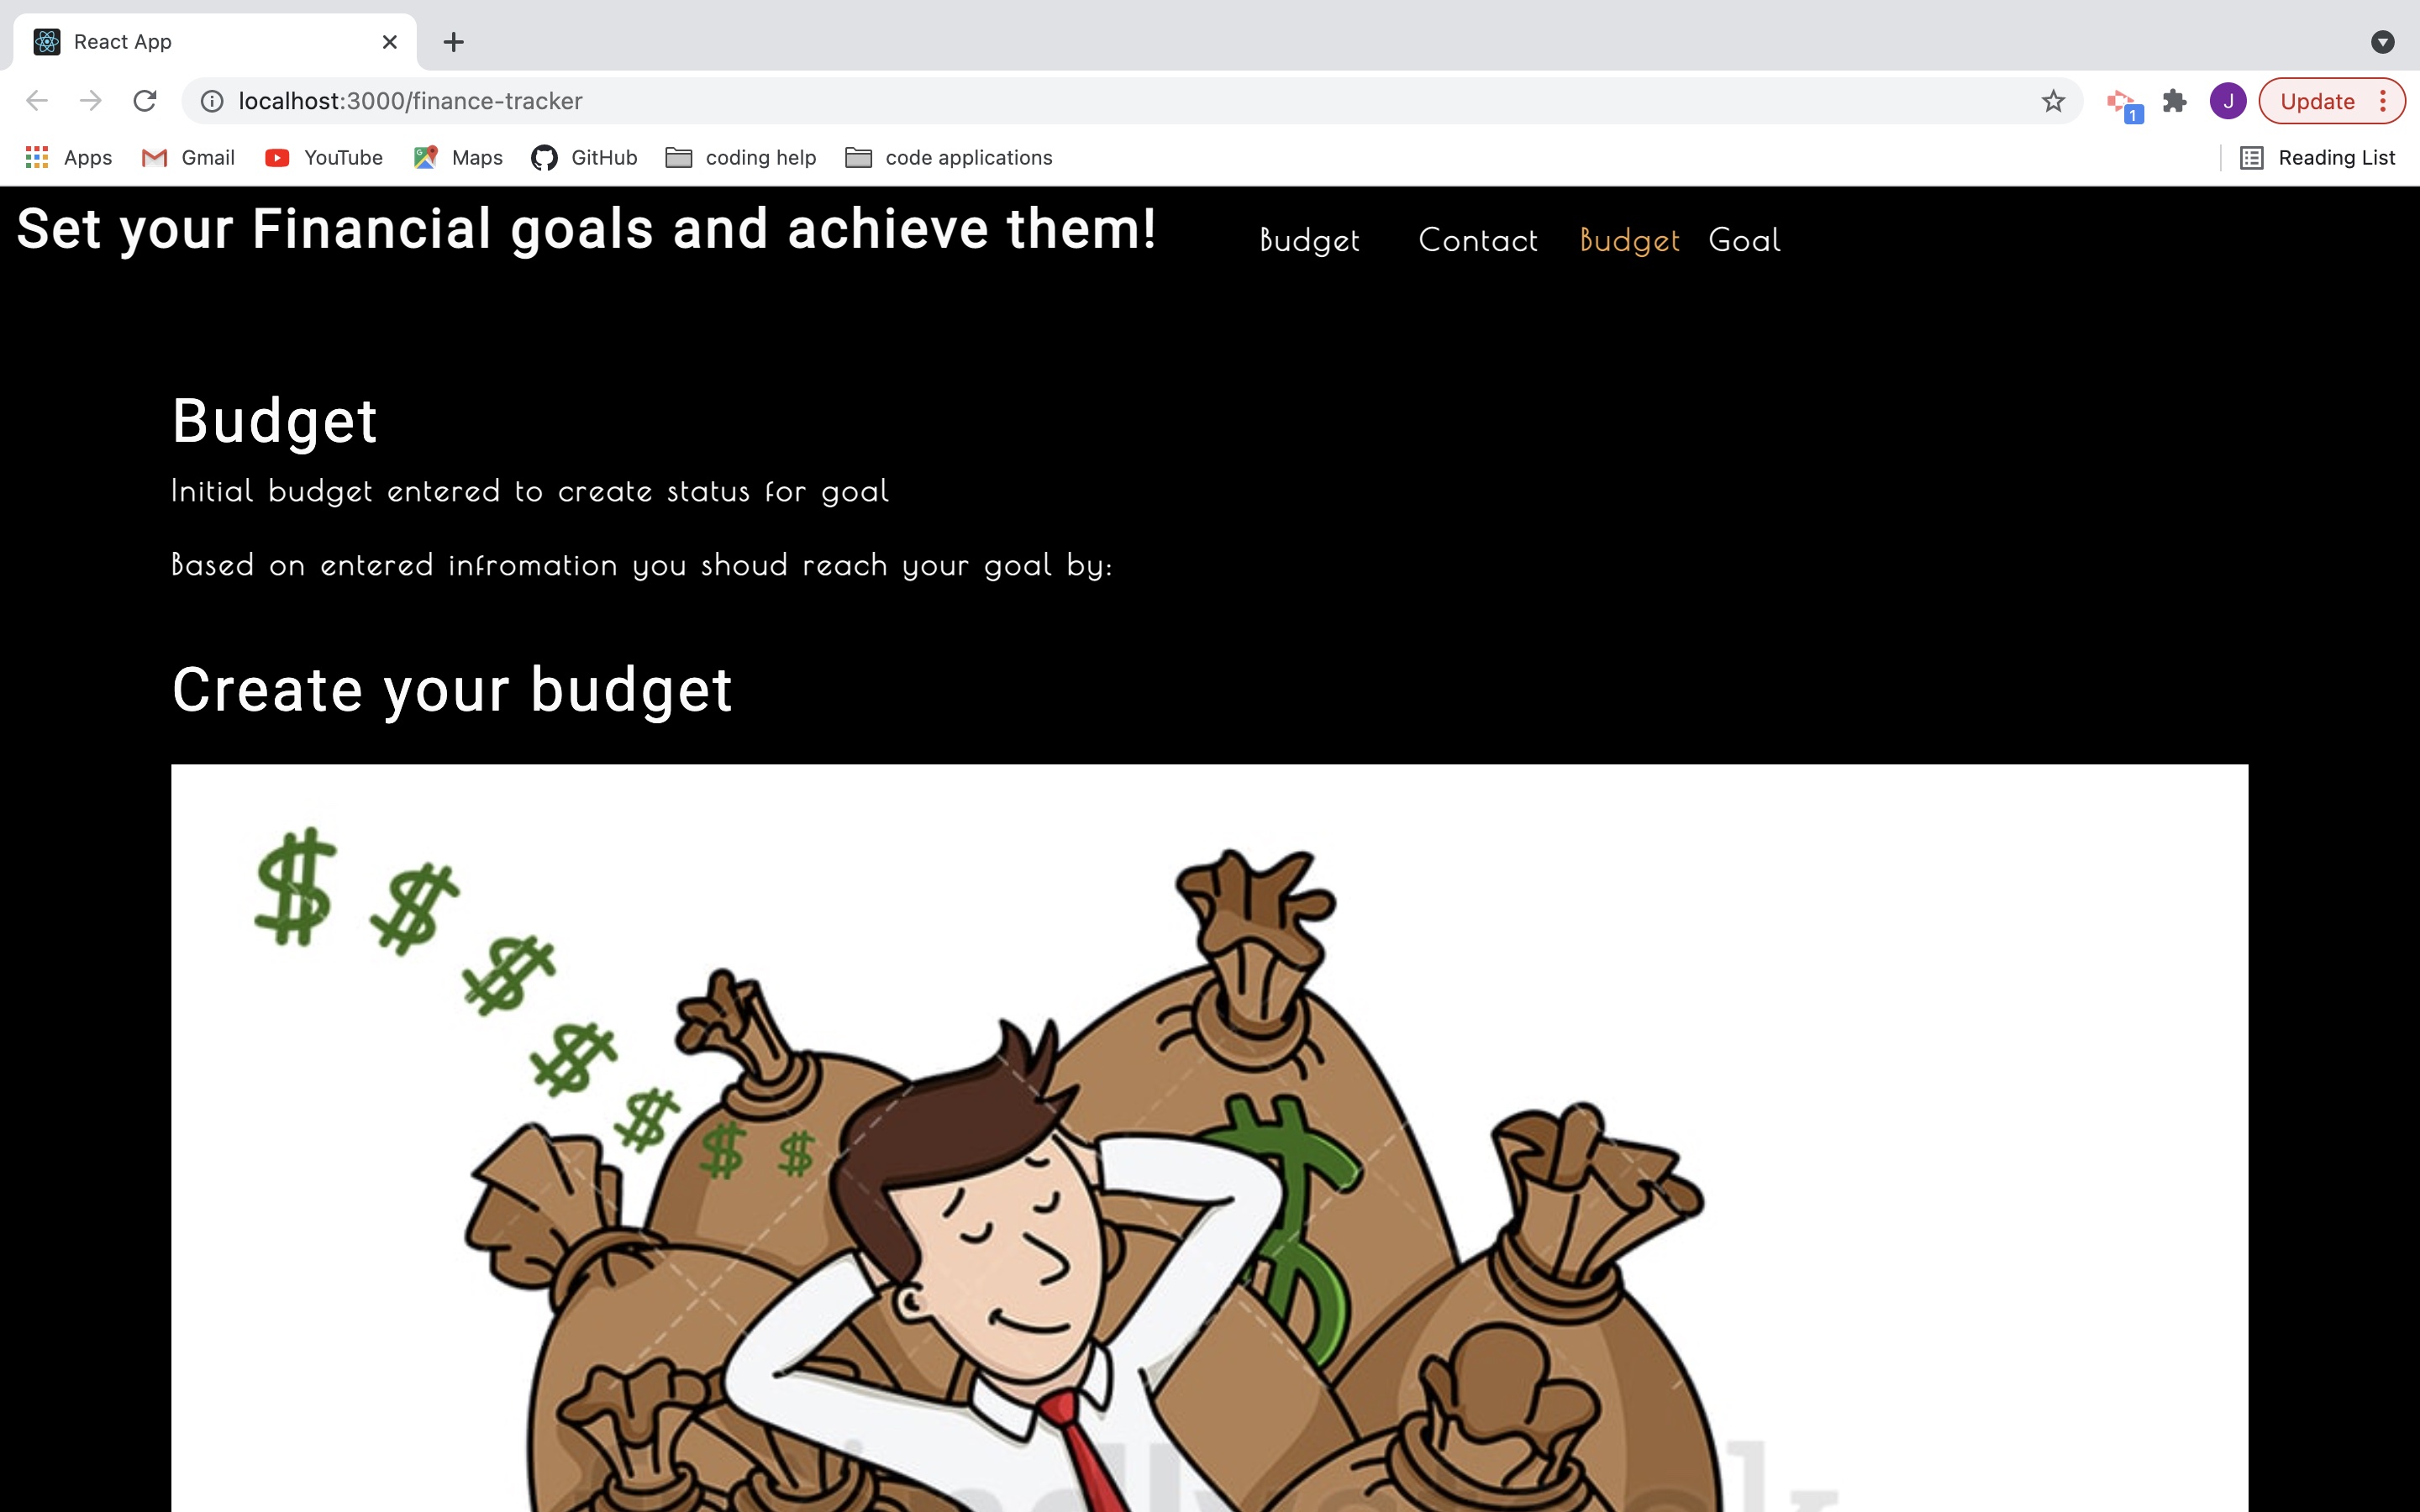 React App
localhost:3000/finance-tracker
1
J
Update
Apps Gmail YouTube Maps GitHub coding help code applications Reading List
Set your Financial goals and achieve them! Budget Contact Budget Goal
Budget
Initial budget entered to create status for goal
Based on entered infromation you shoud reach your goal by:
Create your budget
$ $ $ $ $ $ $
$